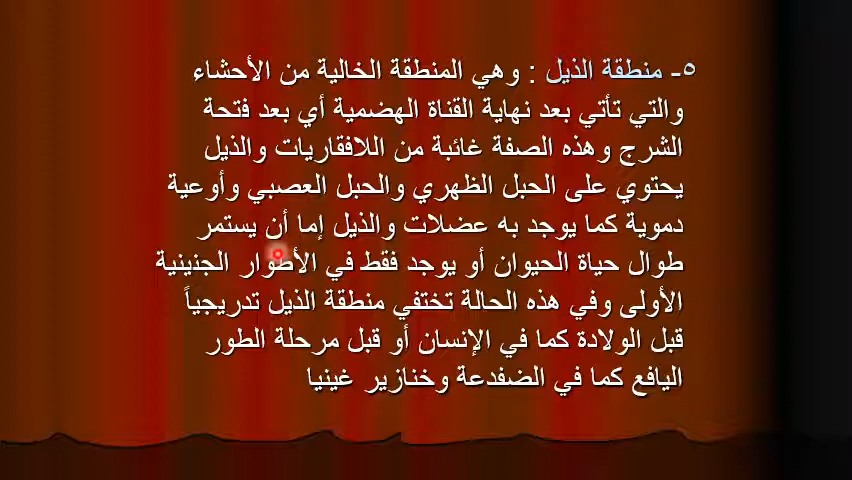 ٥- منطقة الذيل : وهي المنطقة الخالية من الأحشاء
والتي تأتي بعد نهاية القناة الهضمية أي بعد فتحة
الشرج وهذه الصفة غائبة من اللافقاريات والذيل
يحتوي على الحبل الظهري والحبل العصبي وأوعية
دموية كما يوجد به عضلات والذيل إما أن يستمر
طوال حياة الحيوان أو يوجد فقط في الأطوار الجنينية
الأولى وفي هذه الحالة تختفي منطقة الذيل تدريجياً
قبل الولادة كما في الإنسان أو قبل مرحلة الطور
اليافع كما في الضفدعة وخنازير غينيا